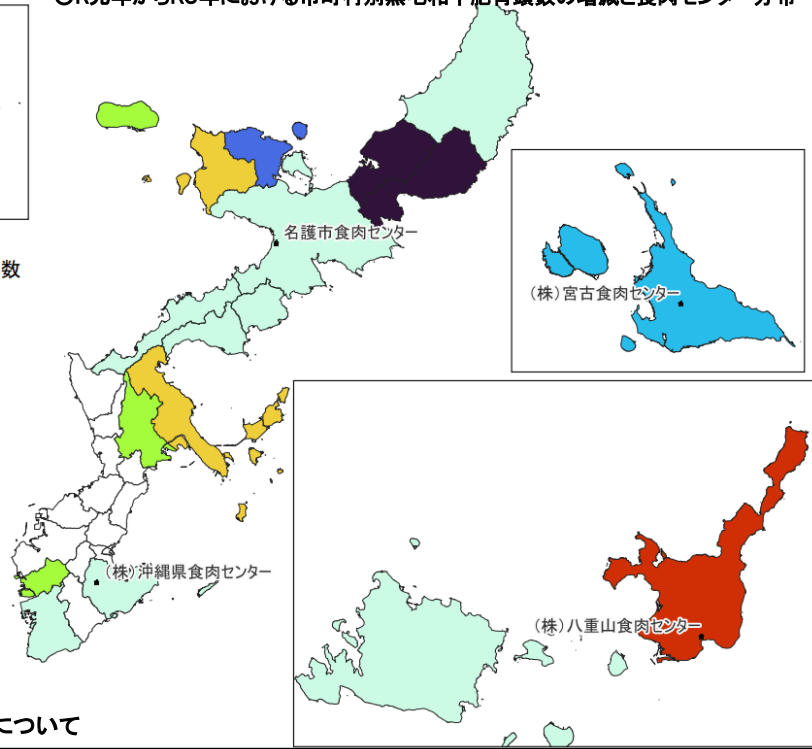 名護市食肉センター
数
(株)宮古食肉センター
(株)沖縄県食肉センター
(株)八重山食肉センター
について